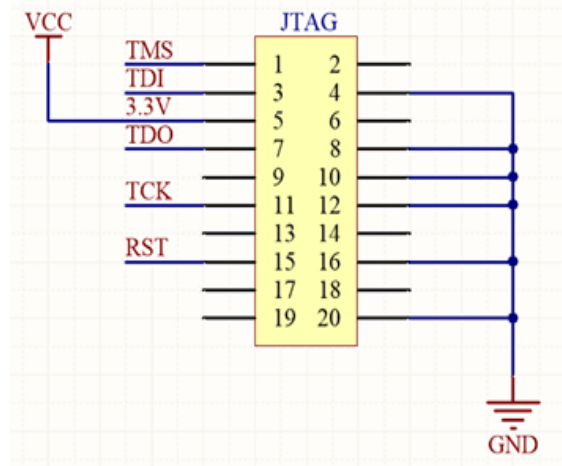 VCC JTAG
TMS 1 2
TDI 3 4
3.3V 5 6
TDO 7 8
9 10
TCK 11 12
13 14
RST 15 16
17 18
19 20
GND